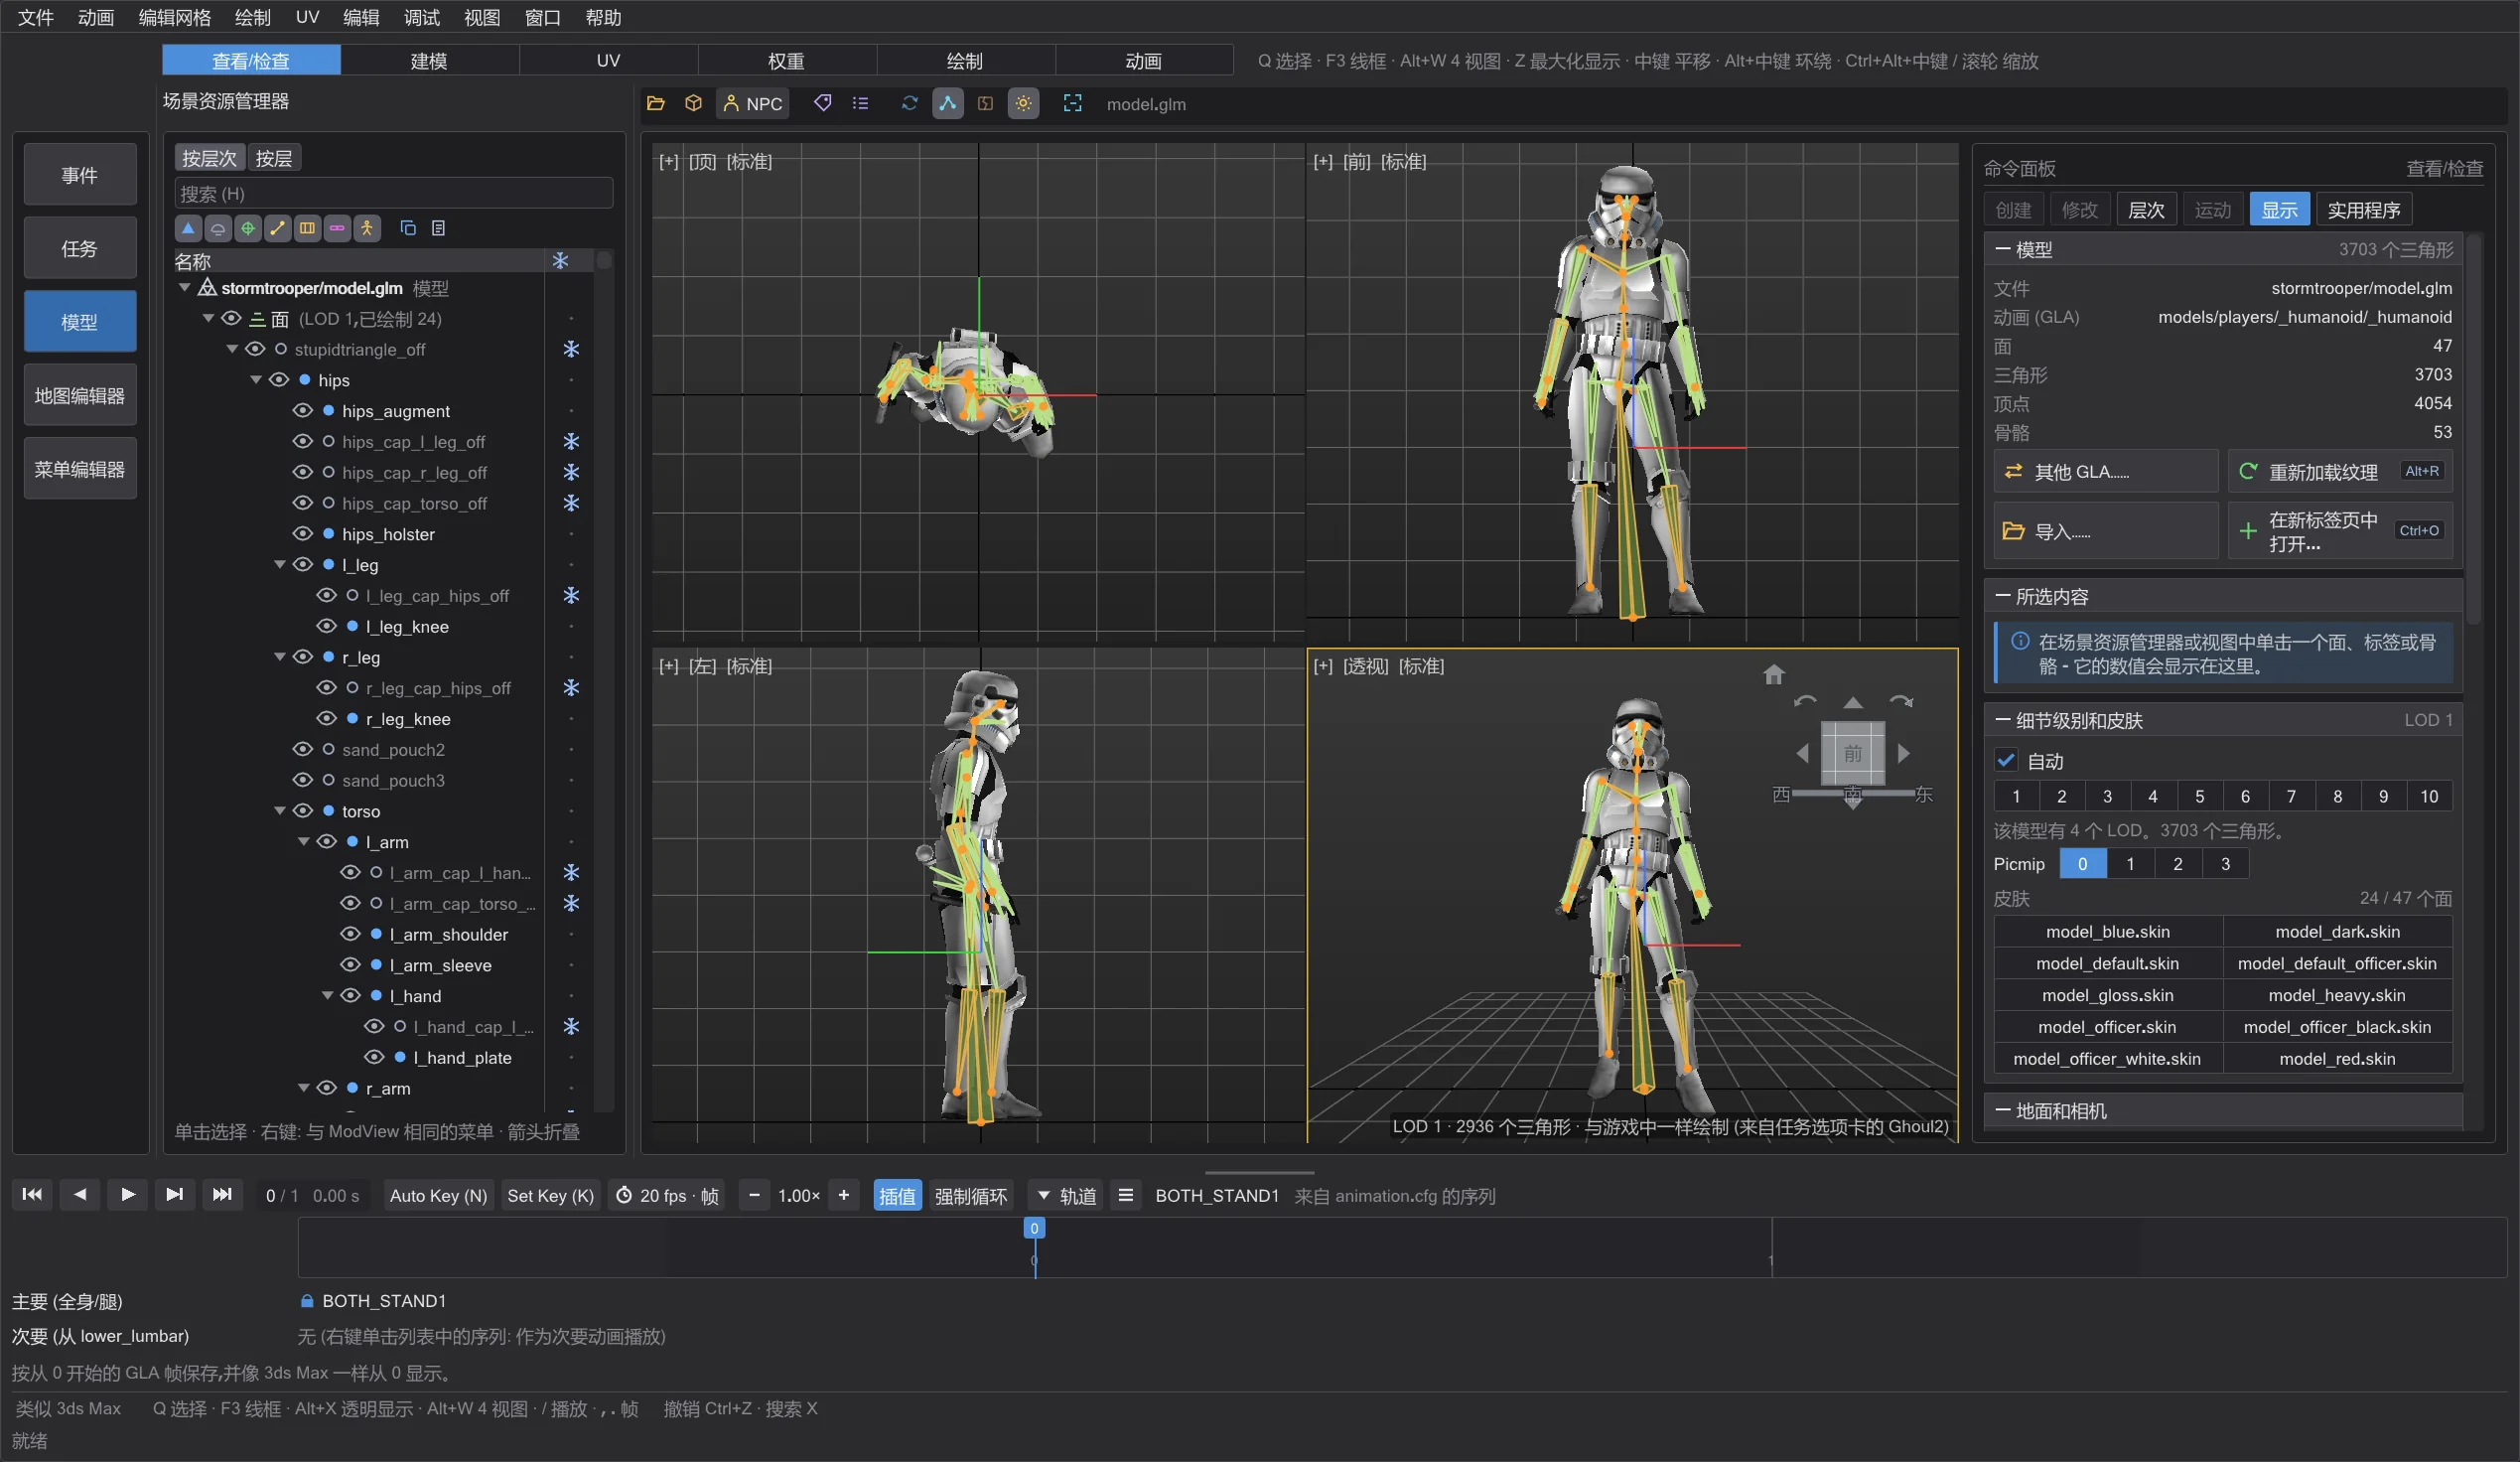 文件 动画 编辑网格 绘制 UV 编辑 调试 视图 窗口 帮助
查看/检查 建模 UV 权重 绘制 动画 Q 选择 · F3 线框 · Alt+W 4 视图 · Z 最大化显示 · 中键 平移 · Alt+中键 环绕 · Ctrl+Alt+中键 / 滚轮 缩放
场景资源管理器
NPC model.glm
事件
任务
模型
地图编辑器
菜单编辑器
按层次 按层
搜索 (H)
名称
stormtrooper/model.glm 模型
面 (LOD 1,已绘制 24)
stupidtriangle_off
hips
hips_augment
hips_cap_l_leg_off
hips_cap_r_leg_off
hips_cap_torso_off
hips_holster
l_leg
l_leg_cap_hips_off
l_leg_knee
r_leg
r_leg_cap_hips_off
r_leg_knee
sand_pouch2
sand_pouch3
torso
l_arm
l_arm_cap_l_han...
l_arm_cap_torso_...
l_arm_shoulder
l_arm_sleeve
l_hand
l_hand_cap_l_...
l_hand_plate
r_arm
单击选择 · 右键: 与 ModView 相同的菜单 · 箭头折叠
[+] [顶] [标准]
[+] [前] [标准]
[+] [左] [标准]
[+] [透视] [标准]
前
西 南 东
LOD 1 · 2936 个三角形 · 与游戏中一样绘制 (来自任务选项卡的 Ghoul2)
命令面板 查看/检查
创建 修改 层次 运动 显示 实用程序
模型 3703 个三角形
文件 stormtrooper/model.glm
动画 (GLA) models/players/_humanoid/_humanoid
面 47
三角形 3703
顶点 4054
骨骼 53
其他 GLA...... 重新加载纹理 Alt+R
导入...... 在新标签页中打开... Ctrl+O
所选内容
在场景资源管理器或视图中单击一个面、标签或骨
骼 - 它的数值会显示在这里。
细节级别和皮肤 LOD 1
自动
1 2 3 4 5 6 7 8 9 10
该模型有 4 个 LOD。3703 个三角形。
Picmip 0 1 2 3
皮肤 24 / 47 个面
model_blue.skin model_dark.skin
model_default.skin model_default_officer.skin
model_gloss.skin model_heavy.skin
model_officer.skin model_officer_black.skin
model_officer_white.skin model_red.skin
地面和相机
0 / 1 0.00 s Auto Key (N) Set Key (K) 20 fps · 帧 − 1.00× + 插值 强制循环 轨道 BOTH_STAND1 来自 animation.cfg 的序列
0
0 1
主要 (全身/腿) BOTH_STAND1
次要 (从 lower_lumbar) 无 (右键单击列表中的序列: 作为次要动画播放)
按从 0 开始的 GLA 帧保存,并像 3ds Max 一样从 0 显示。
类似 3ds Max Q 选择 · F3 线框 · Alt+X 透明显示 · Alt+W 4 视图 · / 播放 · , . 帧 撤销 Ctrl+Z · 搜索 X
就绪